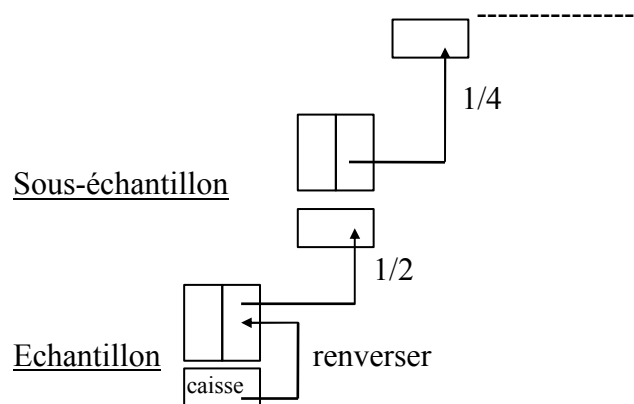 1/4
Sous-échantillon
1/2
Echantillon
renverser
caisse